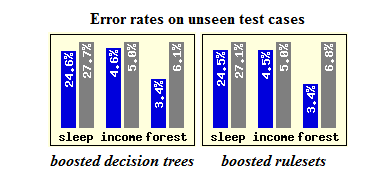 Error rates on unseen test cases
24.6% 27.7% 4.6% 5.0% 3.4% 6.1%
sleep income forest
boosted decision trees
24.5% 27.1% 4.5% 5.0% 3.4% 6.8%
sleep income forest
boosted rulesets